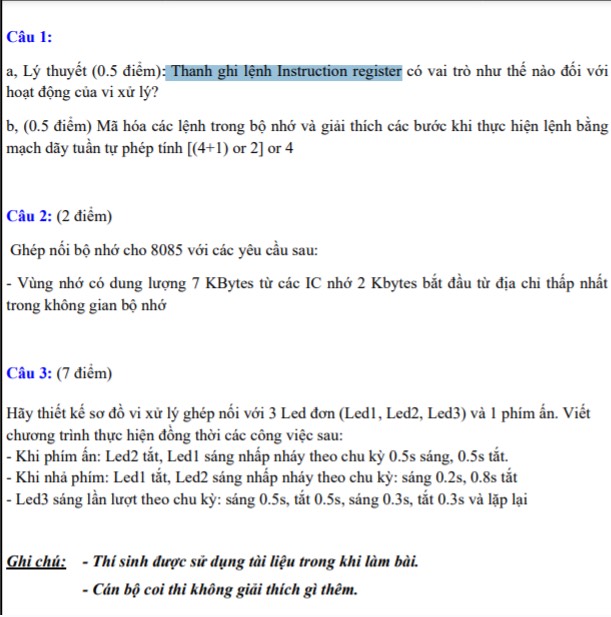 Câu 1:
a, Lý thuyết (0.5 điểm): Thanh ghi lệnh Instruction register có vai trò như thế nào đối với
hoạt động của vi xử lý?
b, (0.5 điểm) Mã hóa các lệnh trong bộ nhớ và giải thích các bước khi thực hiện lệnh bằng
mạch dãy tuần tự phép tính [(4+1) or 2] or 4
Câu 2: (2 điểm)
Ghép nối bộ nhớ cho 8085 với các yêu cầu sau:
- Vùng nhớ có dung lượng 7 KBytes từ các IC nhớ 2 Kbytes bắt đầu từ địa chỉ thấp nhất
trong không gian bộ nhớ
Câu 3: (7 điểm)
Hãy thiết kế sơ đồ vi xử lý ghép nối với 3 Led đơn (Led1, Led2, Led3) và 1 phím ấn. Viết
chương trình thực hiện đồng thời các công việc sau:
- Khi phím ấn: Led2 tắt, Led1 sáng nhấp nháy theo chu kỳ 0.5s sáng, 0.5s tắt.
- Khi nhả phím: Led1 tắt, Led2 sáng nhấp nháy theo chu kỳ: sáng 0.2s, 0.8s tắt
- Led3 sáng lần lượt theo chu kỳ: sáng 0.5s, tắt 0.5s, sáng 0.3s, tắt 0.3s và lặp lại
Ghi chú: - Thí sinh được sử dụng tài liệu trong khi làm bài.
- Cán bộ coi thi không giải thích gì thêm.